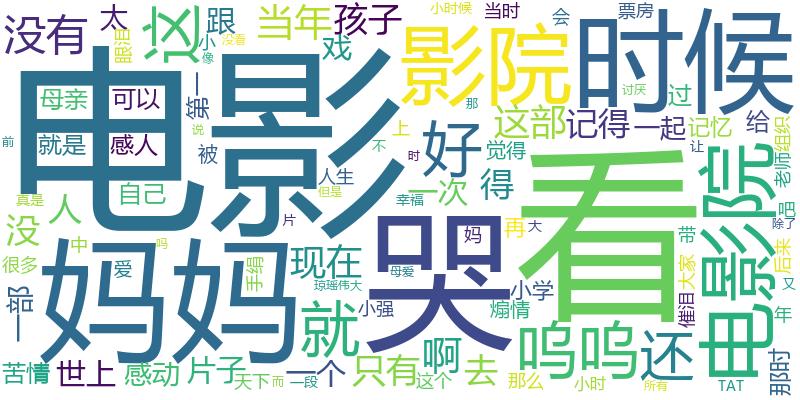 没有
太
跟
这
当年
孩子
小时候
当时
会
票房
影院
时候
眼泪
小
像
没看
戏
讨厌
电影
母亲
可以
第一
那
过
这部
记得
一起
记忆
给
前
就是
感人
说
被
上
好
觉得
不
时
让
老师
组织
自己
人生
但是
一次
得
看
电影院
吧
没
人
真是
幸福
片
再
大
带
除了
很多
中
爱
吗
妈妈
手绢
现在
哭
妈
母爱
后来
又
琼瑶
伟大
一部
小强
小学
煽情
催泪
大家
年
就
呜呜
还
那时
苦情
世上
感动
片子
天下
而
一段
一个
只有
啊
这个
去
那么
小时
所有
TAT